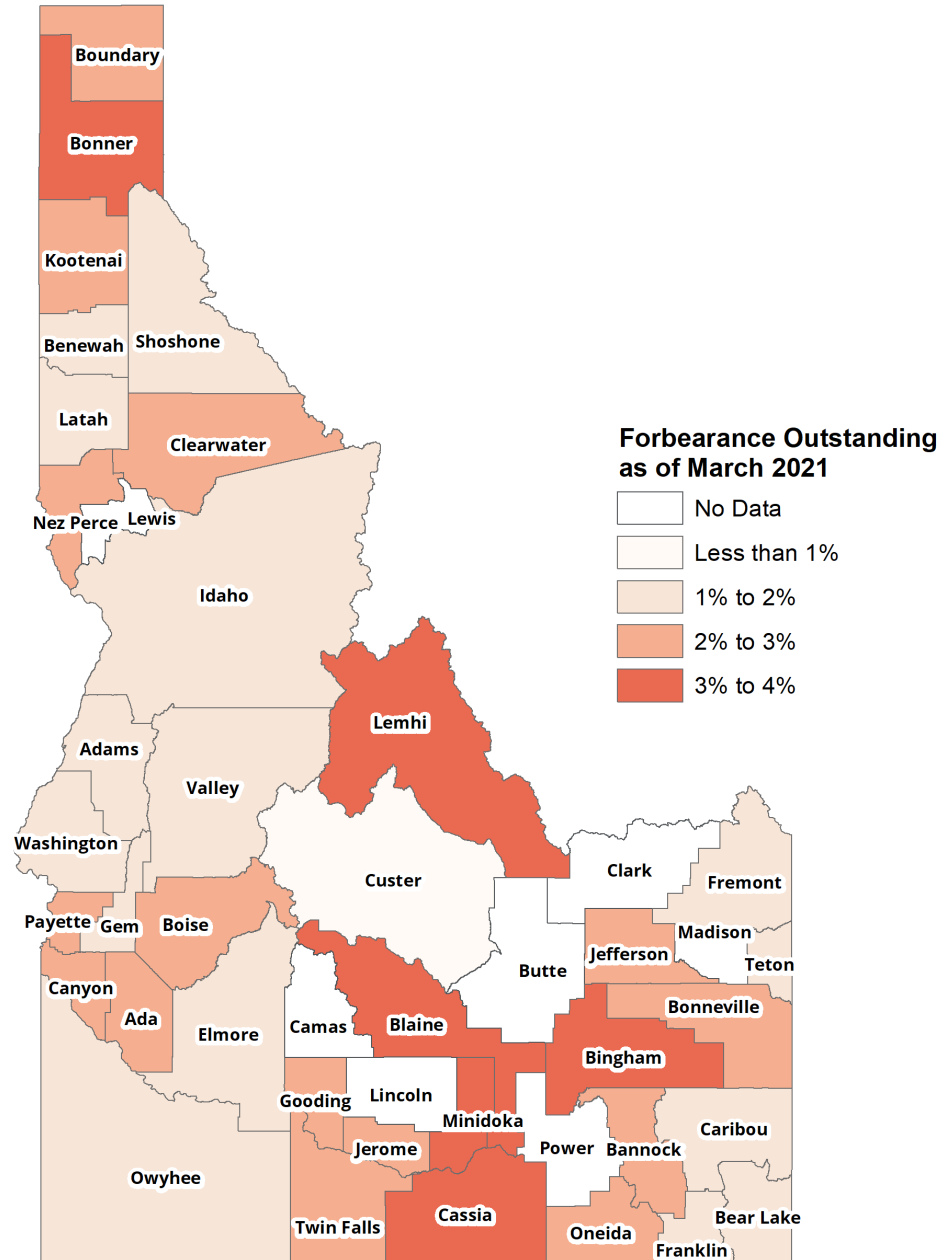 Boundary
Bonner
Kootenai
Benewah
Shoshone
Latah
Clearwater
Forbearance Outstanding
as of March 2021
No Data
Less than 1%
1% to 2%
2% to 3%
3% to 4%
Nez Perce
Lewis
Idaho
Lemhi
Adams
Valley
Washington
Custer
Clark
Fremont
Payette
Gem
Boise
Madison
Jefferson
Teton
Butte
Canyon
Ada
Elmore
Camas
Blaine
Bonneville
Bingham
Gooding
Lincoln
Minidoka
Caribou
Jerome
Power
Bannock
Owyhee
Twin Falls
Cassia
Oneida
Bear Lake
Franklin